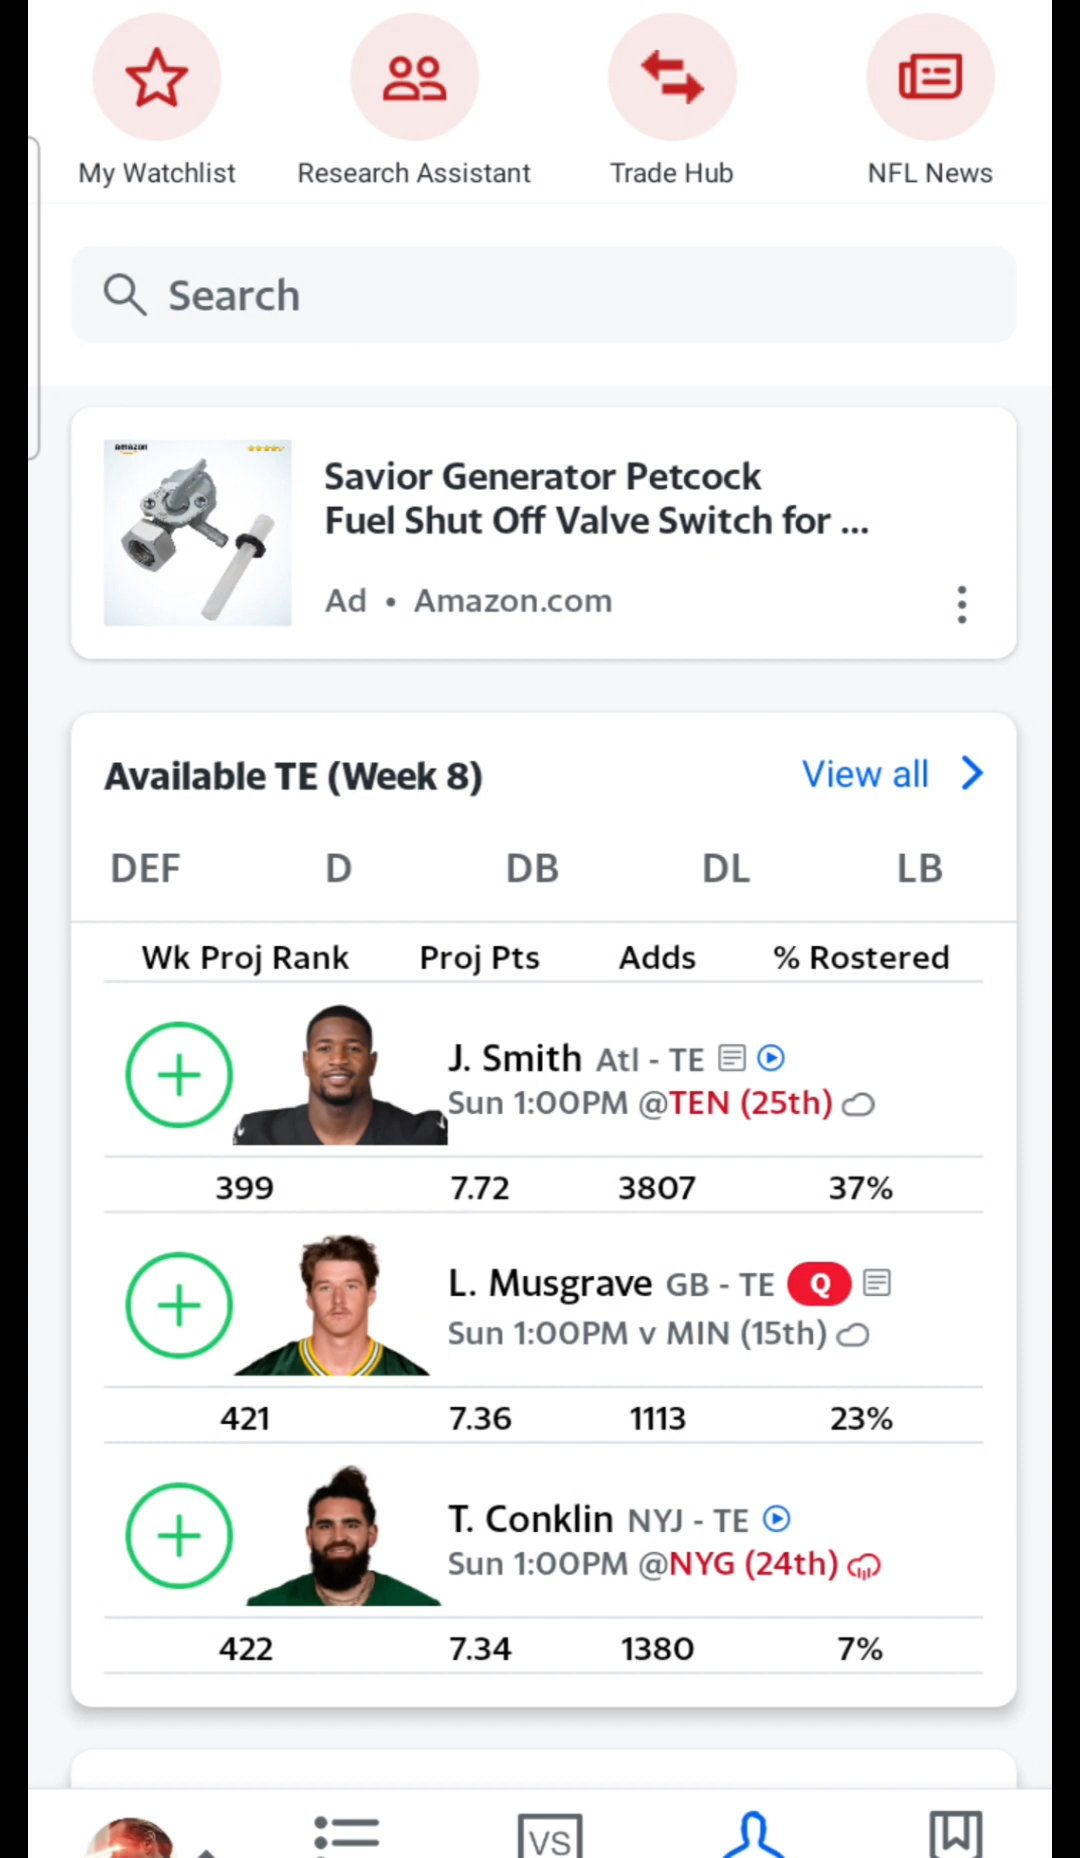 My Watchlist Research Assistant Trade Hub NFL News
Search
amazon
Savior Generator Petcock
Fuel Shut Off Valve Switch for ...
Ad • Amazon.com
Available TE (Week 8) View all
DEF D DB DL LB
Wk Proj Rank Proj Pts Adds % Rostered
J. Smith Atl - TE
Sun 1:00PM @TEN (25th)
399 7.72 3807 37%
L. Musgrave GB - TE Q
Sun 1:00PM v MIN (15th)
421 7.36 1113 23%
T. Conklin NYJ - TE
Sun 1:00PM @NYG (24th)
422 7.34 1380 7%
VS